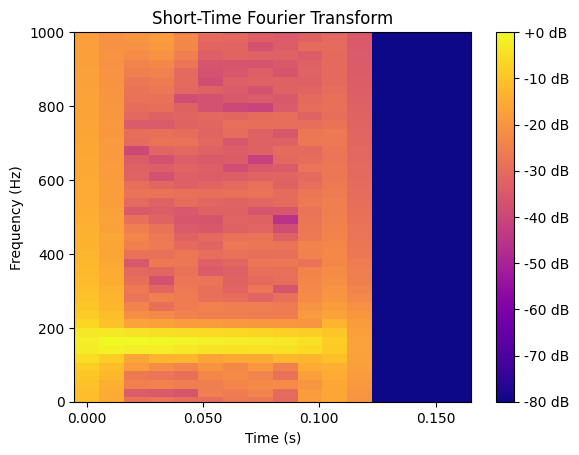 Short-Time Fourier Transform
Frequency (Hz)
1000
800
600
400
200
0
0.000
0.050
0.100
0.150
Time (s)
+0 dB
-10 dB
-20 dB
-30 dB
-40 dB
-50 dB
-60 dB
-70 dB
-80 dB